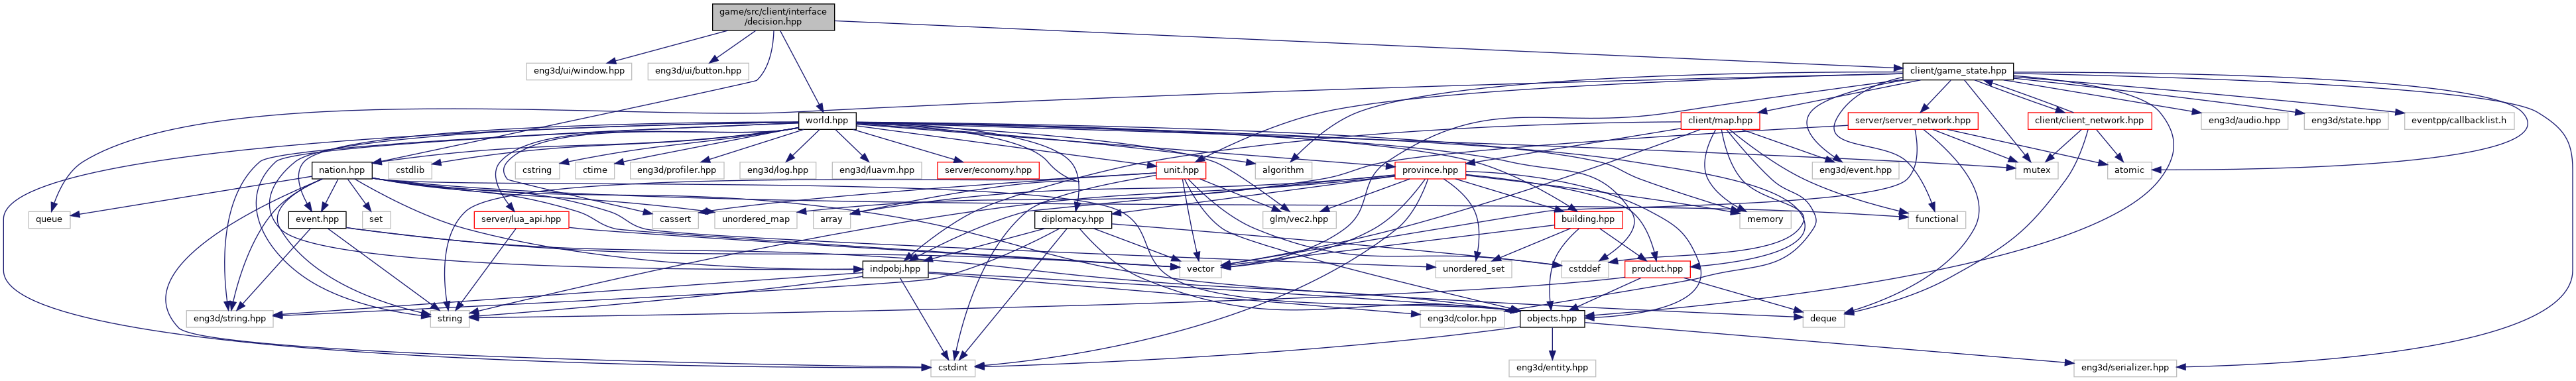 game/src/client/interface
/decision.hpp
eng3d/ui/window.hpp
eng3d/ui/button.hpp
client/game_state.hpp
world.hpp
client/map.hpp
server/server_network.hpp
client/client_network.hpp
eng3d/audio.hpp
eng3d/state.hpp
eventpp/callbacklist.h
nation.hpp
cstdlib
cstring
ctime
eng3d/profiler.hpp
eng3d/log.hpp
eng3d/luavm.hpp
server/economy.hpp
unit.hpp
algorithm
province.hpp
eng3d/event.hpp
mutex
atomic
queue
event.hpp
set
server/lua_api.hpp
cassert
unordered_map
array
diplomacy.hpp
glm/vec2.hpp
building.hpp
memory
functional
indpobj.hpp
vector
unordered_set
cstddef
product.hpp
eng3d/string.hpp
string
eng3d/color.hpp
objects.hpp
deque
cstdint
eng3d/entity.hpp
eng3d/serializer.hpp